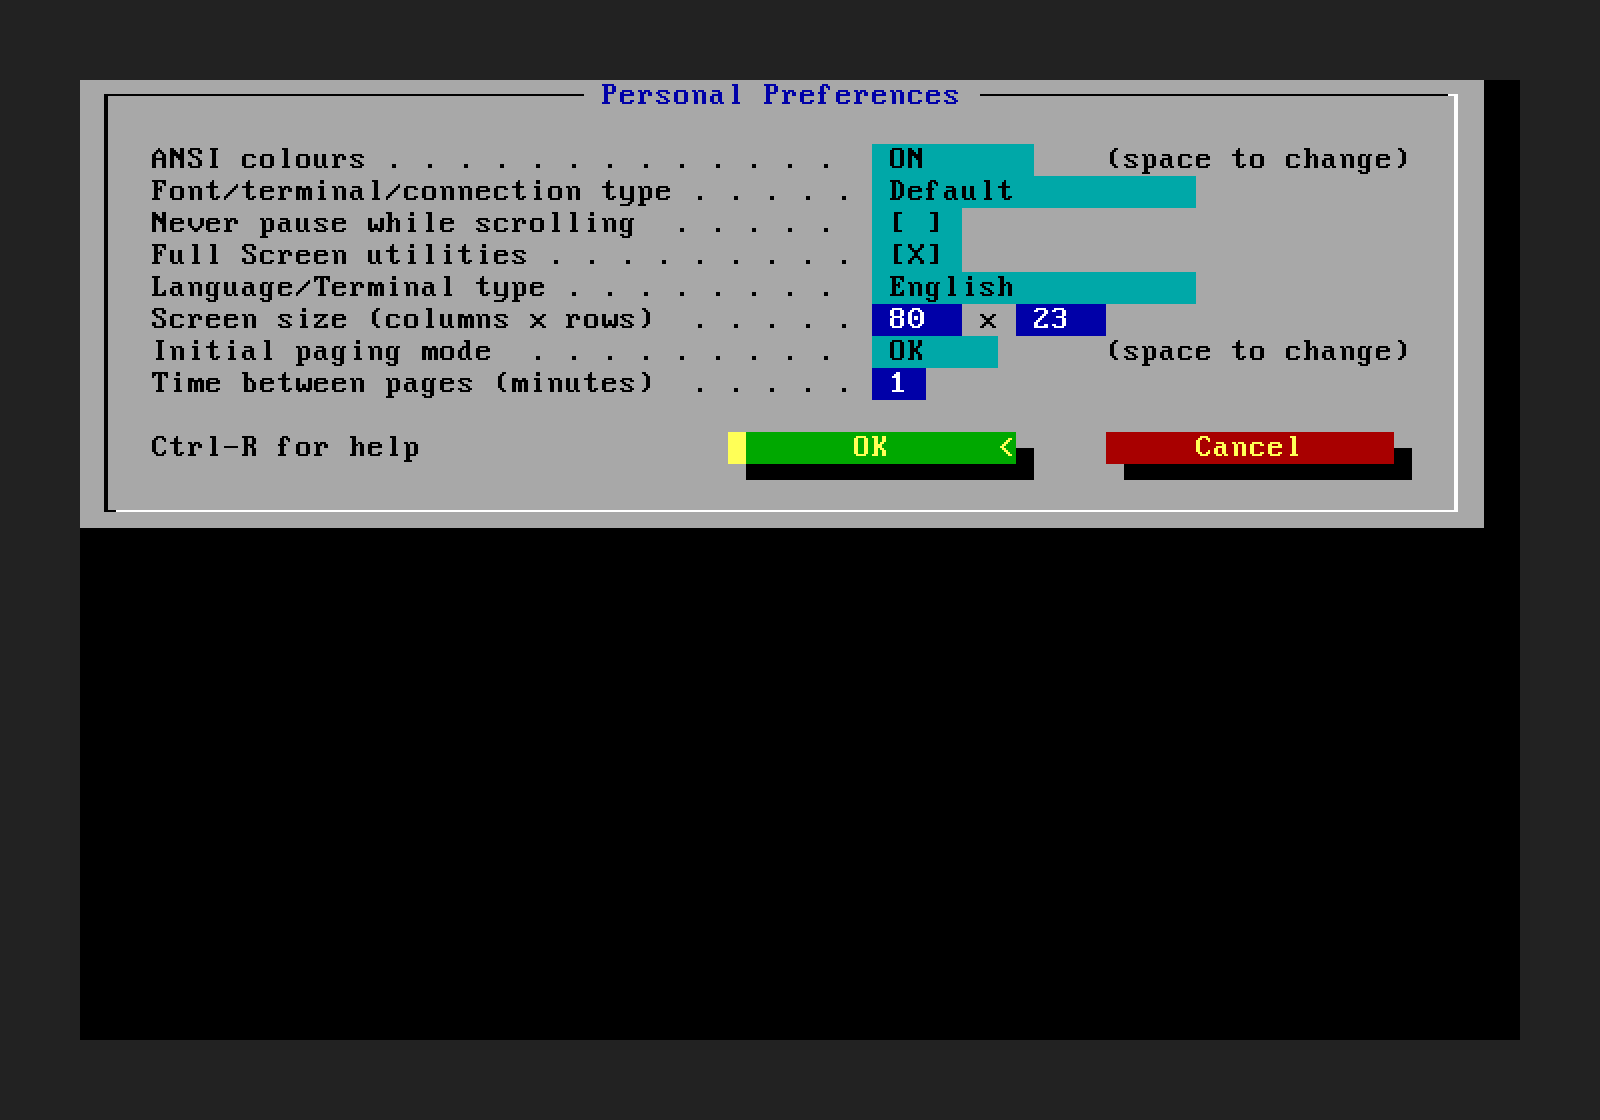 Personal Preferences
ANSI colours . . . . . . . . . . . . . ON (space to change)
Font/terminal/connection type . . . . . Default
Never pause while scrolling . . . . . [ ]
Full Screen utilities . . . . . . . . . [X]
Language/Terminal type . . . . . . . . English
Screen size (columns x rows) . . . . . 80 x 23
Initial paging mode . . . . . . . . . OK (space to change)
Time between pages (minutes) . . . . . 1
Ctrl-R for help OK < Cancel